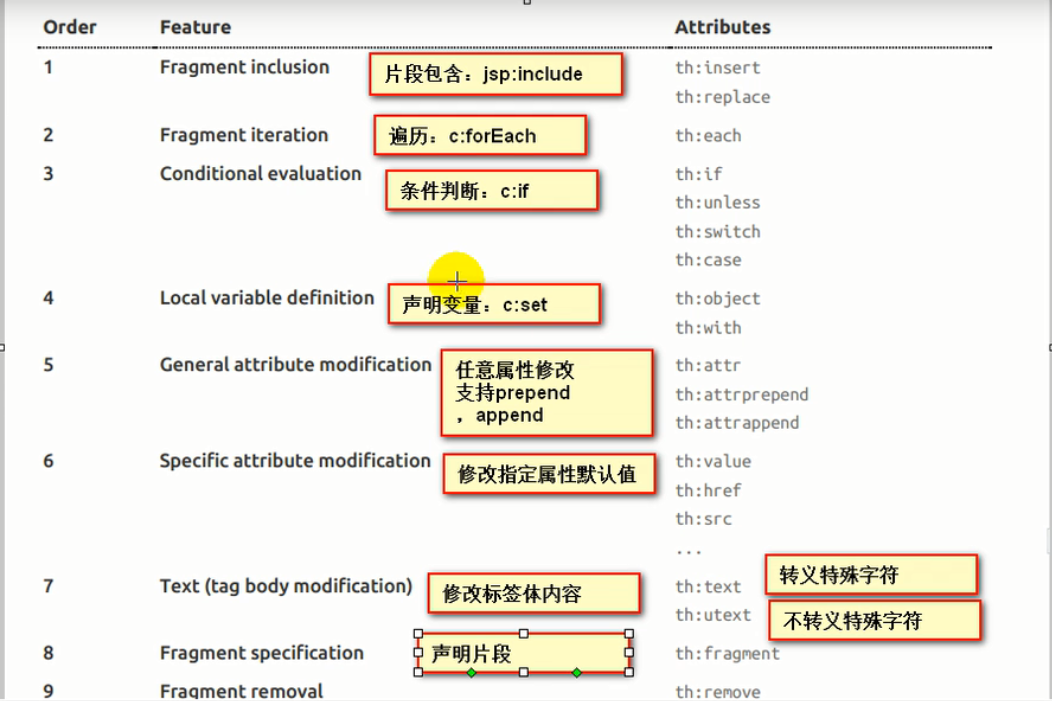 Order Feature Attributes
1 Fragment inclusion 片段包含：jsp:include th:insert
th:replace
2 Fragment iteration 遍历：c:forEach th:each
3 Conditional evaluation 条件判断：c:if th:if
th:unless
th:switch
th:case
4 Local variable definition 声明变量：c:set th:object
th:with
5 General attribute modification 任意属性修改 th:attr
支持prepend th:attrprepend
，append th:attrappend
6 Specific attribute modification 修改指定属性默认值 th:value
th:href
th:src
...
7 Text (tag body modification) 修改标签体内容 th:text 转义特殊字符
th:utext 不转义特殊字符
8 Fragment specification 声明片段 th:fragment
9 Fragment removal th:remove